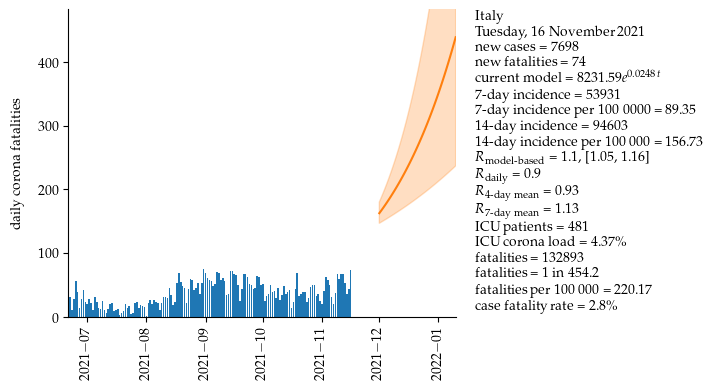 Italy
Tuesday, 16 November 2021
new cases = 7698
new fatalities = 74
current model = 8231.59e^0.0248 t
7-day incidence = 53931
7-day incidence per 100 0000 = 89.35
14-day incidence = 94603
14-day incidence per 100 000 = 156.73
R_model-based = 1.1, [1.05, 1.16]
R_daily = 0.9
R_4-day mean = 0.93
R_7-day mean = 1.13
ICU patients = 481
ICU corona load = 4.37%
fatalities = 132893
fatalities = 1 in 454.2
fatalities per 100 000 = 220.17
case fatality rate = 2.8%
daily corona fatalities
400
300
200
100
0
2021−07
2021−08
2021−09
2021−10
2021−11
2021−12
2022−01